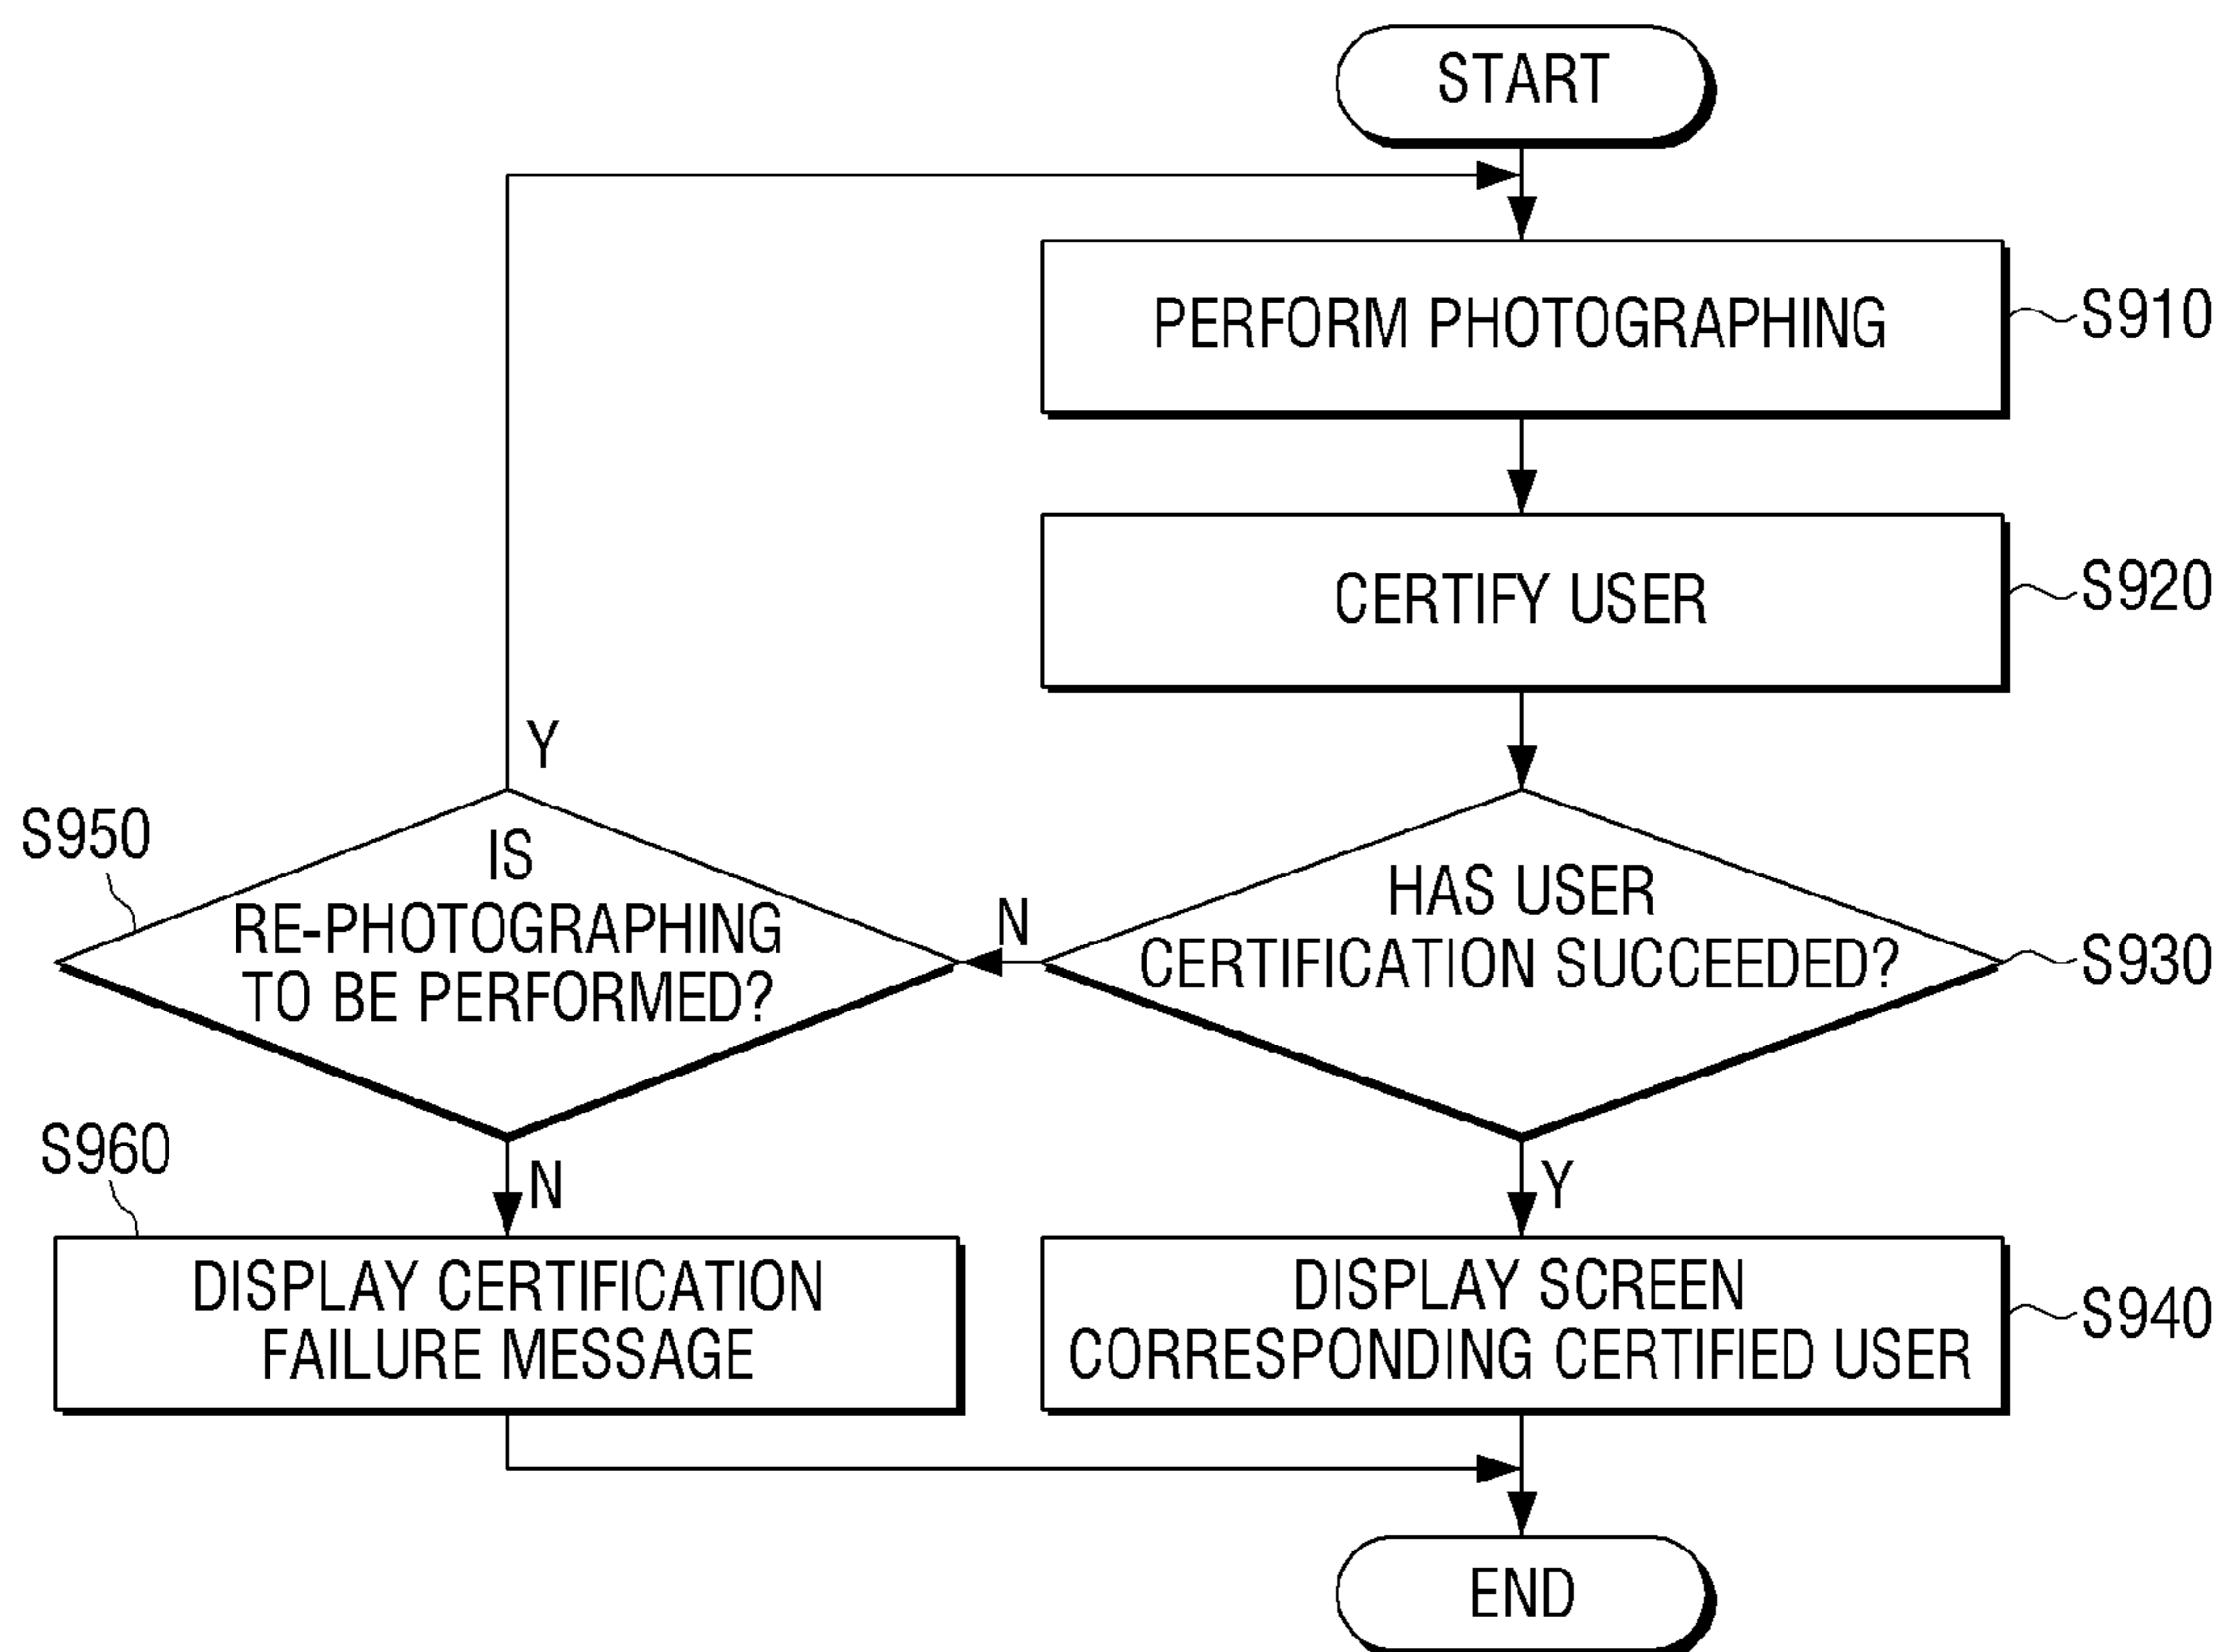 START
PERFORM PHOTOGRAPHING
S910
CERTIFY USER
S920
Y
S950
IS
RE-PHOTOGRAPHING
TO BE PERFORMED?
N
HAS USER
CERTIFICATION SUCCEEDED?
S930
S960
N
Y
DISPLAY CERTIFICATION
FAILURE MESSAGE
DISPLAY SCREEN
CORRESPONDING CERTIFIED USER
S940
END